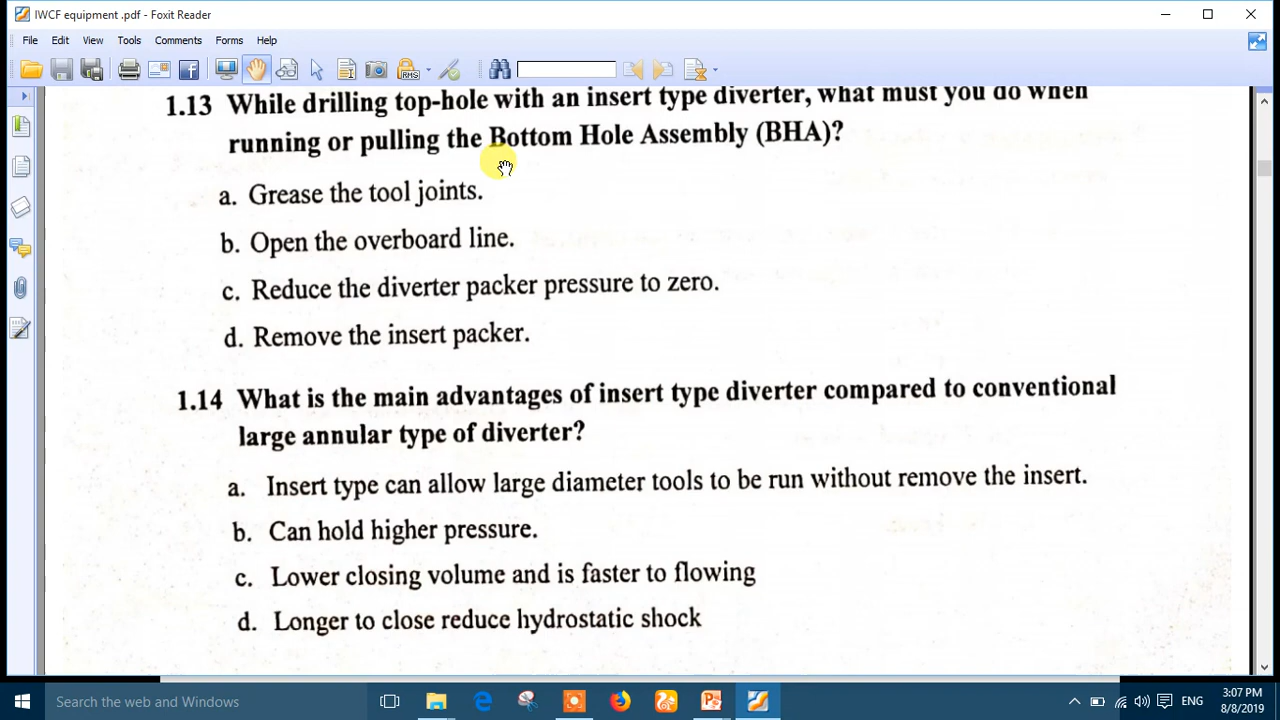 IWCF equipment .pdf - Foxit Reader
File Edit View Tools Comments Forms Help
RMS
1.13 While drilling top-hole with an insert type diverter, what must you do when
running or pulling the Bottom Hole Assembly (BHA)?
a. Grease the tool joints.
b. Open the overboard line.
c. Reduce the diverter packer pressure to zero.
d. Remove the insert packer.
1.14 What is the main advantages of insert type diverter compared to conventional
large annular type of diverter?
a. Insert type can allow large diameter tools to be run without remove the insert.
b. Can hold higher pressure.
c. Lower closing volume and is faster to flowing
d. Longer to close reduce hydrostatic shock
Search the web and Windows
ENG
3:07 PM
8/8/2019